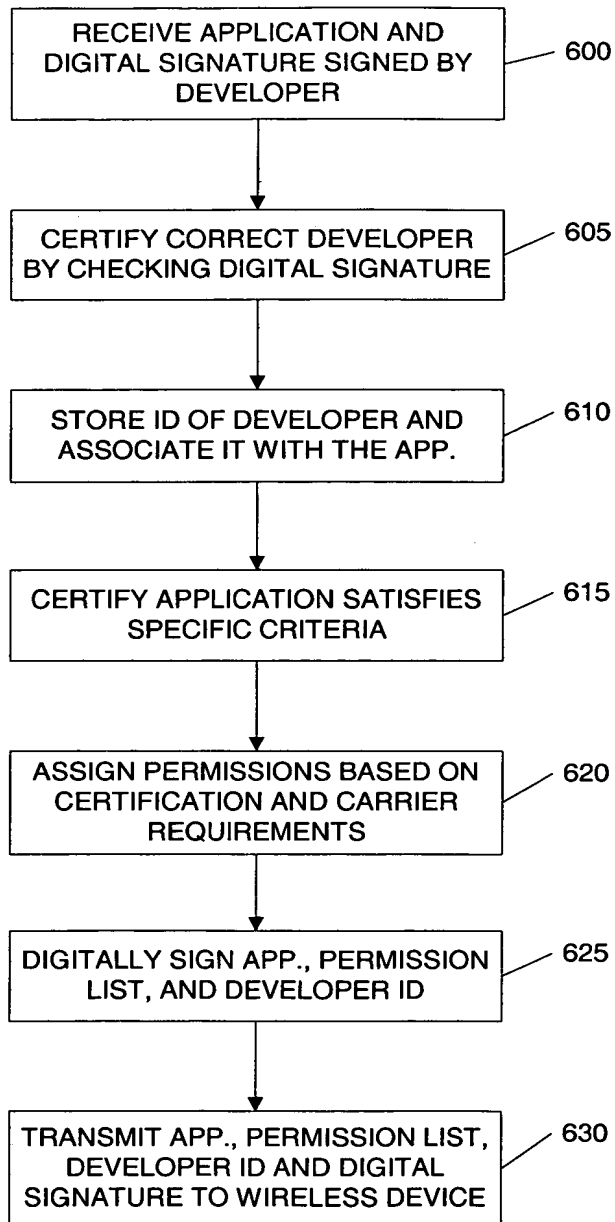 RECEIVE APPLICATION AND
DIGITAL SIGNATURE SIGNED BY
DEVELOPER
600
CERTIFY CORRECT DEVELOPER
BY CHECKING DIGITAL SIGNATURE
605
STORE ID OF DEVELOPER AND
ASSOCIATE IT WITH THE APP.
610
CERTIFY APPLICATION SATISFIES
SPECIFIC CRITERIA
615
ASSIGN PERMISSIONS BASED ON
CERTIFICATION AND CARRIER
REQUIREMENTS
620
DIGITALLY SIGN APP., PERMISSION
LIST, AND DEVELOPER ID
625
TRANSMIT APP., PERMISSION LIST,
DEVELOPER ID AND DIGITAL
SIGNATURE TO WIRELESS DEVICE
630